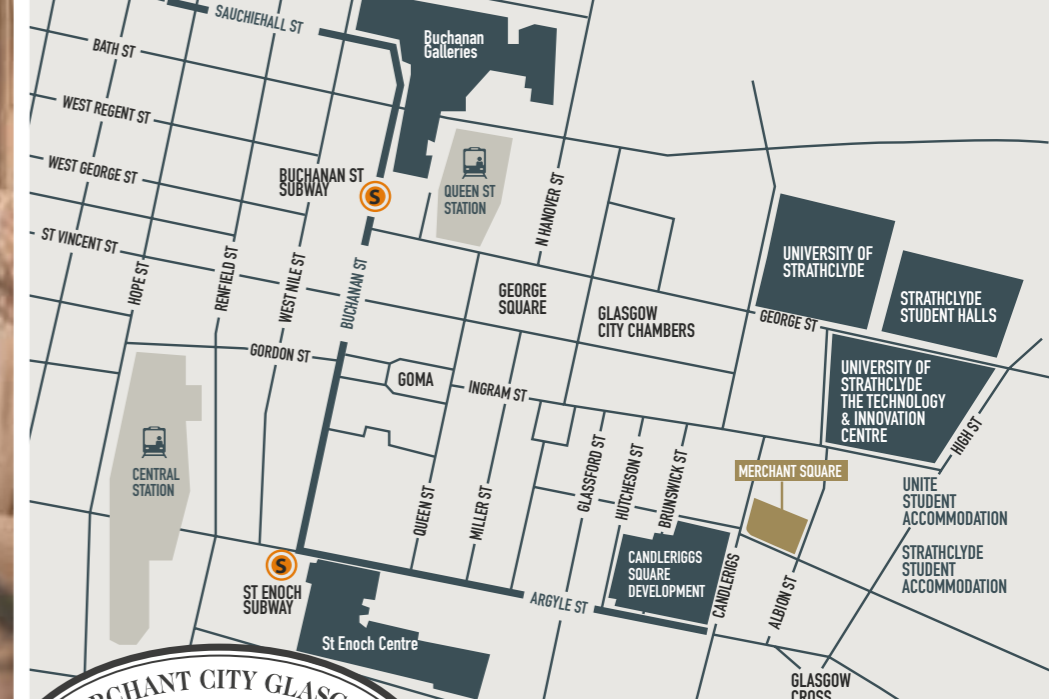 SAUCHIEHALL ST
BATH ST
Buchanan
Galleries
WEST REGENT ST
WEST GEORGE ST
BUCHANAN ST
SUBWAY
S
QUEEN ST
STATION
N HANOVER ST
ST VINCENT ST
HOPE ST
RENFIELD ST
WEST NILE ST
BUCHANAN ST
GEORGE
SQUARE
GLASGOW
CITY CHAMBERS
UNIVERSITY OF
STRATHCLYDE
STRATHCLYDE
STUDENT HALLS
GEORGE ST
GORDON ST
GOMA
INGRAM ST
UNIVERSITY OF
STRATHCLYDE
THE TECHNOLOGY
& INNOVATION
CENTRE
HIGH ST
CENTRAL
STATION
QUEEN ST
MILLER ST
GLASSFORD ST
HUTCHESON ST
BRUNSWICK ST
MERCHANT SQUARE
UNITE
STUDENT
ACCOMMODATION
STRATHCLYDE
STUDENT
ACCOMMODATION
S
ST ENOCH
SUBWAY
CANDLERIGGS
SQUARE
DEVELOPMENT
CANDLERIGS
ALBION ST
ARGYLE ST
St Enoch Centre
GLASGOW
CROSS
RCHANT CITY GLASG